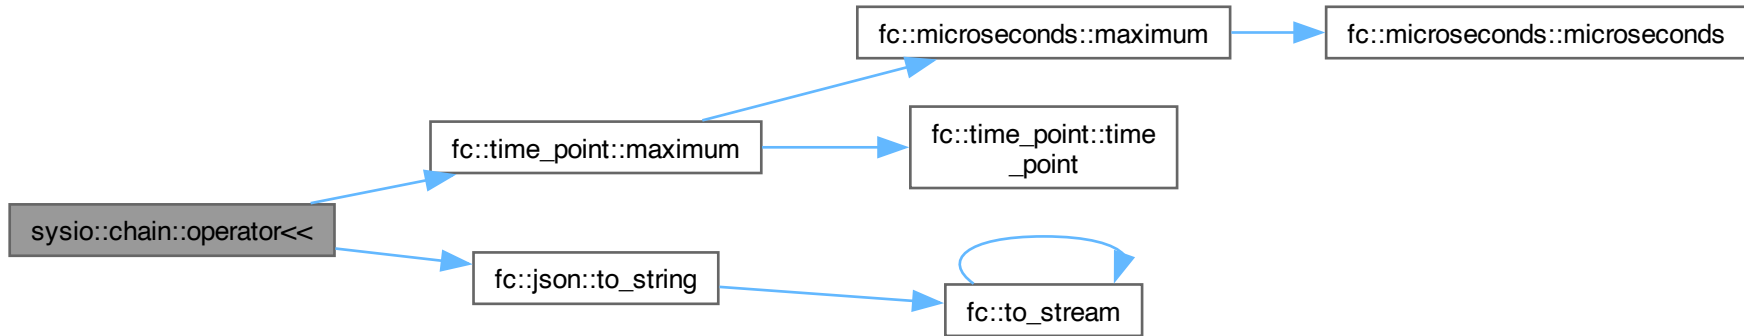 fc::microseconds::maximum
fc::microseconds::microseconds
fc::time_point::maximum
fc::time_point::time
_point
sysio::chain::operator<<
fc::json::to_string
fc::to_stream